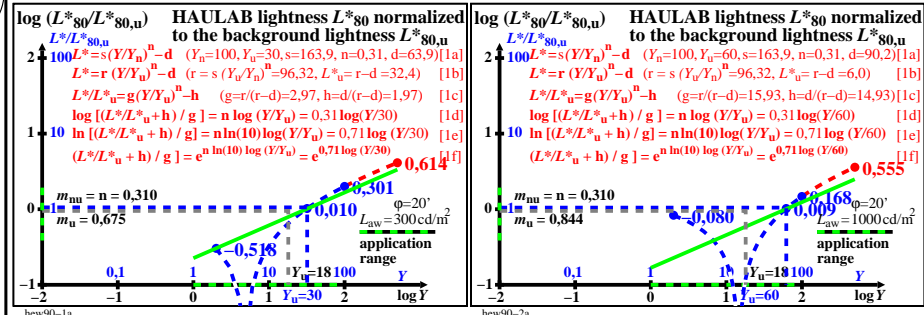 log (L*80/L*80,u)
HAULAB lightness L*80 normalized
to the background lightness L*80,u
L*/L*80,u
L*=s(Y/Yn)n−d (Yn=100, Yu=30, s=163,9, n=0,31, d=63,9) [1a]
L*=r (Y/Yu)n−d (r = s (Yu/Yn)n=96,32, L*u = r−d =32,4) [1b]
L*/L*u=g(Y/Yu)n−h (g=r/(r−d)=2,97, h=d/(r−d)=1,97) [1c]
log [(L*/L*u+h) / g] = n log (Y/Yu) = 0,31log(Y/30) [1d]
ln [(L*/L*u + h) / g] = n ln(10) log(Y/Yu) = 0,71log(Y/30) [1e]
(L*/L*u + h) / g ] = en ln(10) log (Y/Yu) = e0,71 log (Y/30) [1f]
2
100
1
10
0
1
−1
0,614
0,301
0,010
−0,518
mnu = n = 0,310
mu = 0,675
φ=20’
Law=300cd/m2
application
range
0,1
1
10
100
Yu=18
Y
−2
−1
0
1
2
Yu=30
log Y
hew90-1a
log (L*80/L*80,u)
HAULAB lightness L*80 normalized
to the background lightness L*80,u
L*/L*80,u
L*=s(Y/Yn)n−d (Yn=100, Yu=60, s=163,9, n=0,31, d=90,2) [1a]
L*=r (Y/Yu)n−d (r = s (Yu/Yn)n=96,32, L*u = r−d =6,0) [1b]
L*/L*u=g(Y/Yu)n−h (g=r/(r−d)=15,93, h=d/(r−d)=14,93) [1c]
log [(L*/L*u+h) / g] = n log (Y/Yu) = 0,31log(Y/60) [1d]
ln [(L*/L*u + h) / g] = n ln(10) log(Y/Yu) = 0,71log(Y/60) [1e]
(L*/L*u + h) / g ] = en ln(10) log (Y/Yu) = e0,71 log (Y/60) [1f]
2
100
1
10
0
1
−1
0,555
0,168
0,009
−0,080
mnu = n = 0,310
mu = 0,844
φ=20’
Law=1000cd/m2
application
range
0,1
1
10
100
Yu=18
Y
−2
−1
0
1
2
Yu=60
log Y
hew90-2a